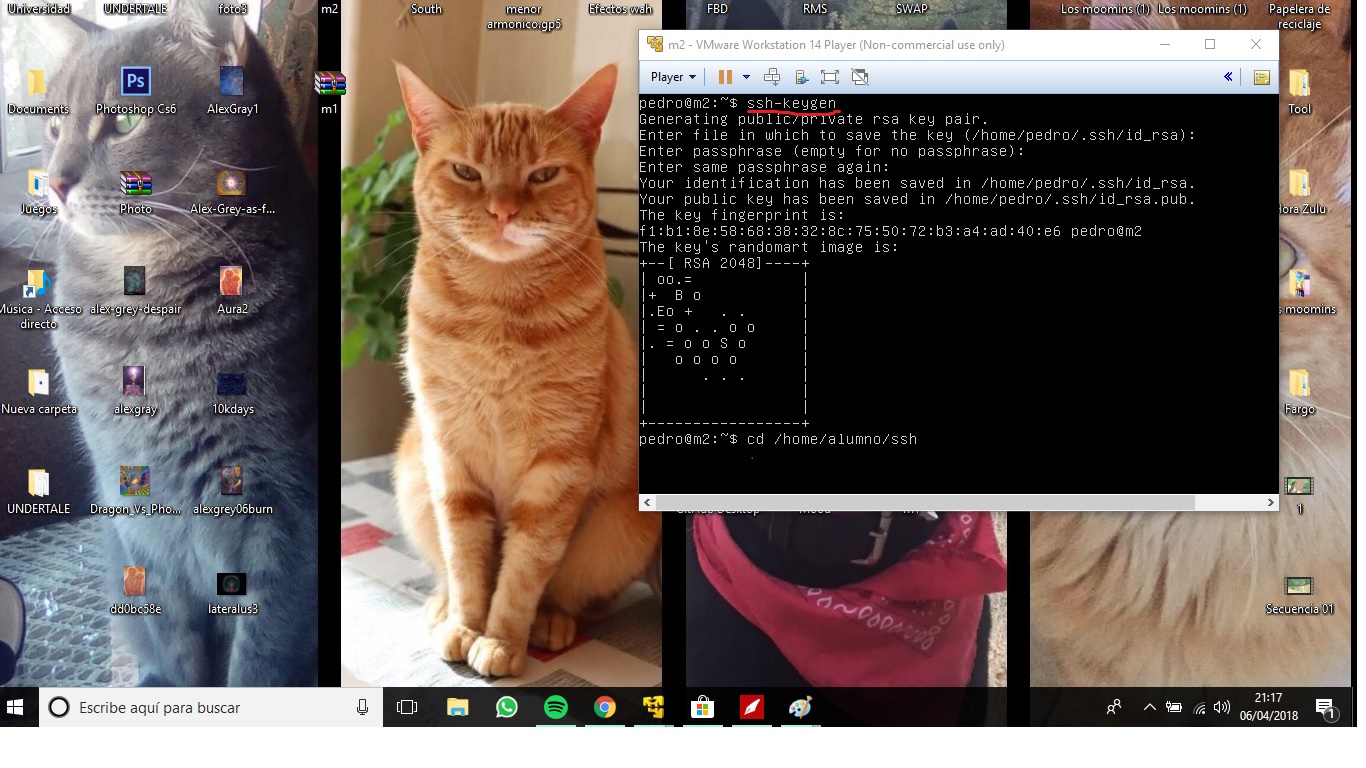 Universidad
UNDERTALE
foto3
m2
South
menor
armonico.gp5
Efectos wah
FBD
RMS
SWAP
Los moomins (1)
Los moomins (1)
Papelera de
reciclaje
m2 - VMware Workstation 14 Player (Non-commercial use only)
Player
Documents
Photoshop Cs6
AlexGray1
m1
Tool
Juegos
Photo
Alex-Grey-as-f...
Hora Zulu
Música - Acceso
directo
alex-grey-despair
Aura2
moomins
Nueva carpeta
alexgray
10kdays
Fargo
UNDERTALE
Dragon_Vs_Pho...
alexgrey06burn
1
dd0bc58e
lateralus3
Secuencia 01
pedro@m2:~$ ssh-keygen
Generating public/private rsa key pair.
Enter file in which to save the key (/home/pedro/.ssh/id_rsa):
Enter passphrase (empty for no passphrase):
Enter same passphrase again:
Your identification has been saved in /home/pedro/.ssh/id_rsa.
Your public key has been saved in /home/pedro/.ssh/id_rsa.pub.
The key fingerprint is:
f1:b1:8e:58:68:38:32:8c:75:50:72:b3:a4:ad:40:e6 pedro@m2
The key's randomart image is:
+--[ RSA 2048]----+
| oo.=            |
|+  B o           |
|.Eo +   . .      |
| = o . . o o     |
|. = o o S o      |
|   o o o o       |
|      . . .      |
|                 |
|                 |
+-----------------+
pedro@m2:~$ cd /home/alumno/ssh
Escribe aquí para buscar
21:17
06/04/2018
1